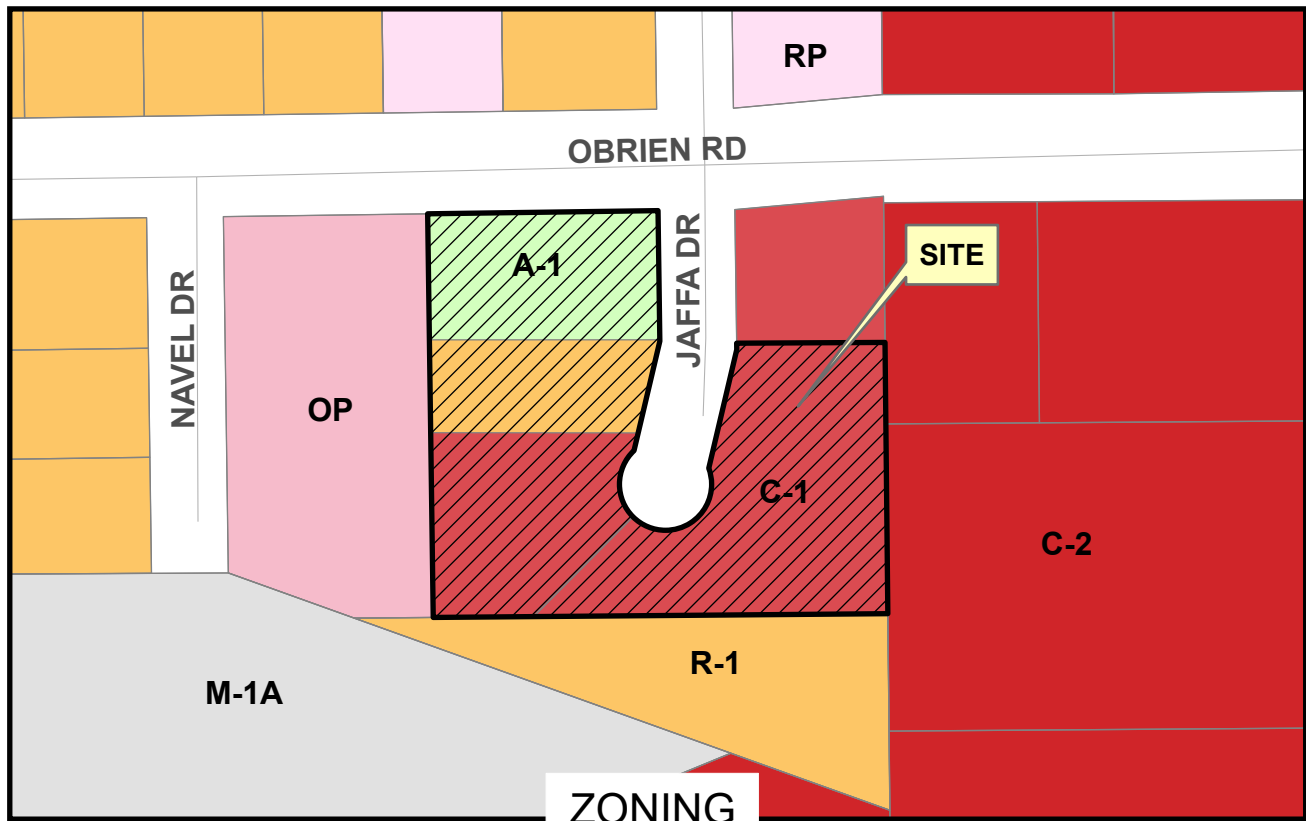 RP
OBRIEN RD
NAVEL DR
A-1
JAFFA DR
SITE
OP
C-1
C-2
R-1
M-1A
ZONING